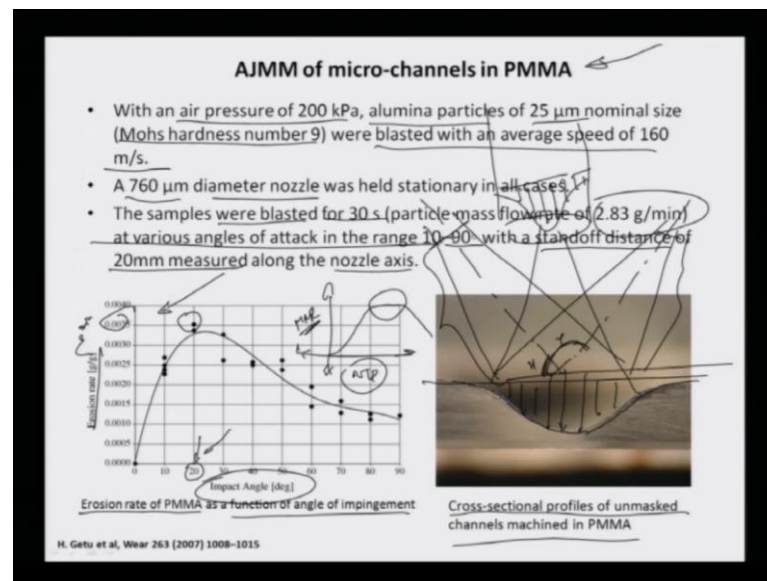 AJMM of micro-channels in PMMA
• With an air pressure of 200 kPa, alumina particles of 25 µm nominal size
(Mohs hardness number 9) were blasted with an average speed of 160
m/s.
• A 760 µm diameter nozzle was held stationary in all cases.
• The samples were blasted for 30 s (particle mass flow rate of 2.83 g/min)
at various angles of attack in the range 10–90 with a standoff distance of
20mm measured along the nozzle axis.
0.0040
0.0035
0.0030
0.0025
0.0020
0.0015
0.0010
0.0005
0.0000
Erosion rate [g/g]
0 10 20 30 40 50 60 70 80 90
Impact Angle [deg]
MRR
NTD
Erosion rate of PMMA as a function of angle of impingement
Cross-sectional profiles of unmasked
channels machined in PMMA
H. Getu et al, Wear 263 (2007) 1008–1015